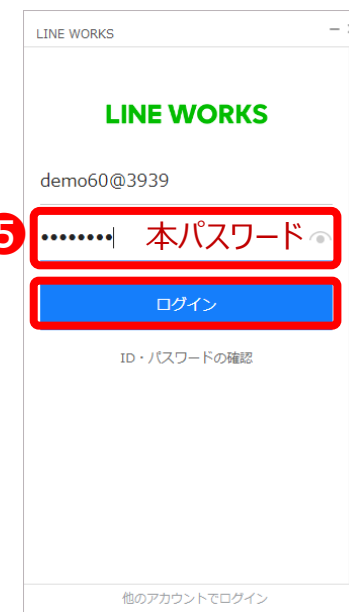 LINE WORKS
LINE WORKS
demo60@3939
5
••••••••
本パスワード
ログイン
ID・パスワードの確認
他のアカウントでログイン